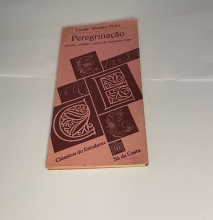 Fernão Mendes Pinto
Peregrinação
Clássicos do Estudante
Sá da Costa